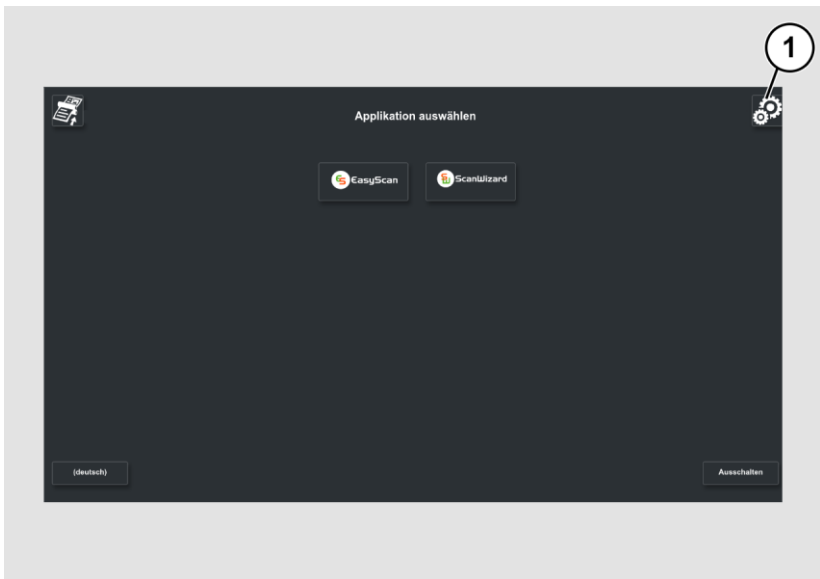 1
Applikation auswählen
EasyScan
ScanWizard
(deutsch)
Ausschalten